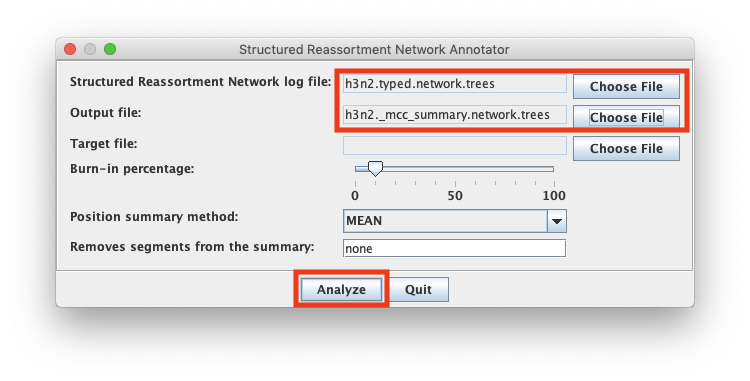 Structured Reassortment Network Annotator
Structured Reassortment Network log file: h3n2.typed.network.trees Choose File
Output file: h3n2._mcc_summary.network.trees Choose File
Target file: Choose File
Burn-in percentage:
0 50 100
Position summary method: MEAN
Removes segments from the summary: none
Analyze Quit